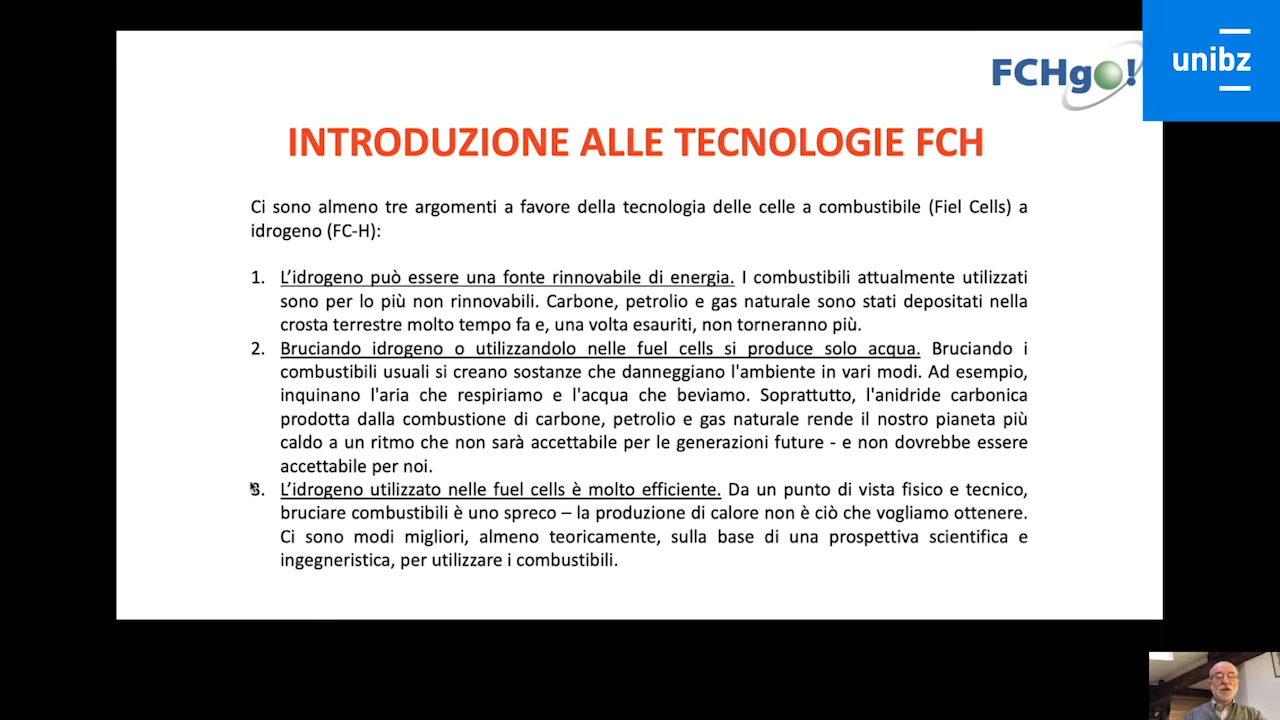 FCHgo!
unibz
INTRODUZIONE ALLE TECNOLOGIE FCH
Ci sono almeno tre argomenti a favore della tecnologia delle celle a combustibile (Fiel Cells) a
idrogeno (FC-H):
1. L’idrogeno può essere una fonte rinnovabile di energia. I combustibili attualmente utilizzati
sono per lo più non rinnovabili. Carbone, petrolio e gas naturale sono stati depositati nella
crosta terrestre molto tempo fa e, una volta esauriti, non torneranno più.
2. Bruciando idrogeno o utilizzandolo nelle fuel cells si produce solo acqua. Bruciando i
combustibili usuali si creano sostanze che danneggiano l'ambiente in vari modi. Ad esempio,
inquinano l'aria che respiriamo e l'acqua che beviamo. Soprattutto, l'anidride carbonica
prodotta dalla combustione di carbone, petrolio e gas naturale rende il nostro pianeta più
caldo a un ritmo che non sarà accettabile per le generazioni future - e non dovrebbe essere
accettabile per noi.
3. L’idrogeno utilizzato nelle fuel cells è molto efficiente. Da un punto di vista fisico e tecnico,
bruciare combustibili è uno spreco – la produzione di calore non è ciò che vogliamo ottenere.
Ci sono modi migliori, almeno teoricamente, sulla base di una prospettiva scientifica e
ingegneristica, per utilizzare i combustibili.